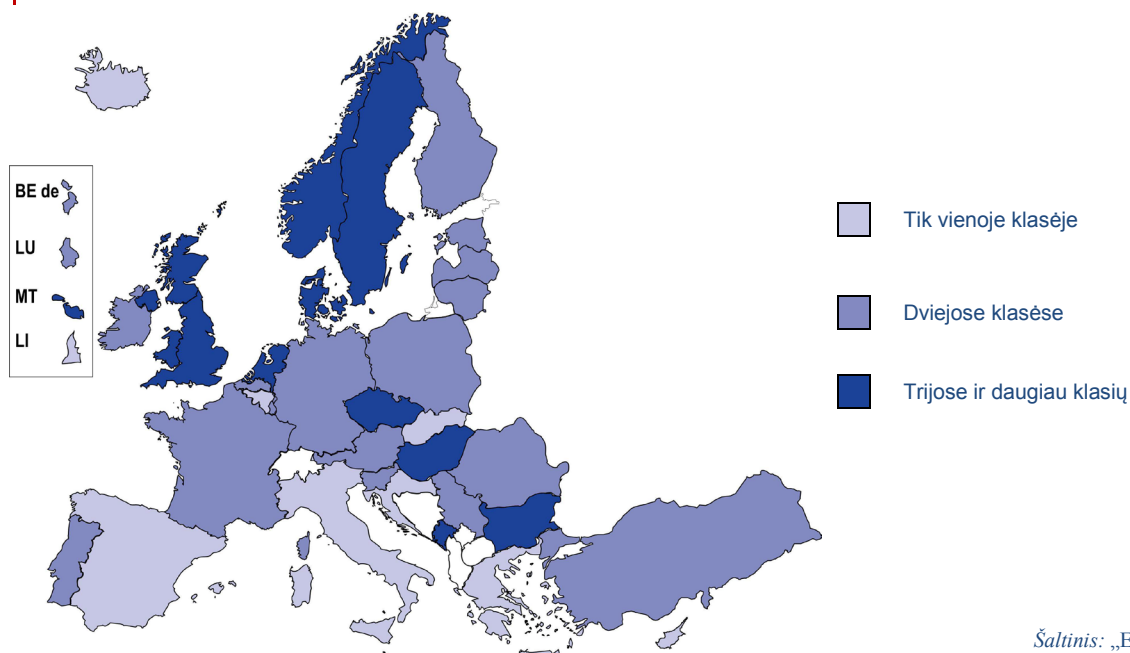 BE de
LU
MT
LI
Tik vienoje klasėje
Dviejose klasėse
Trijose ir daugiau klasių
Šaltinis: „E